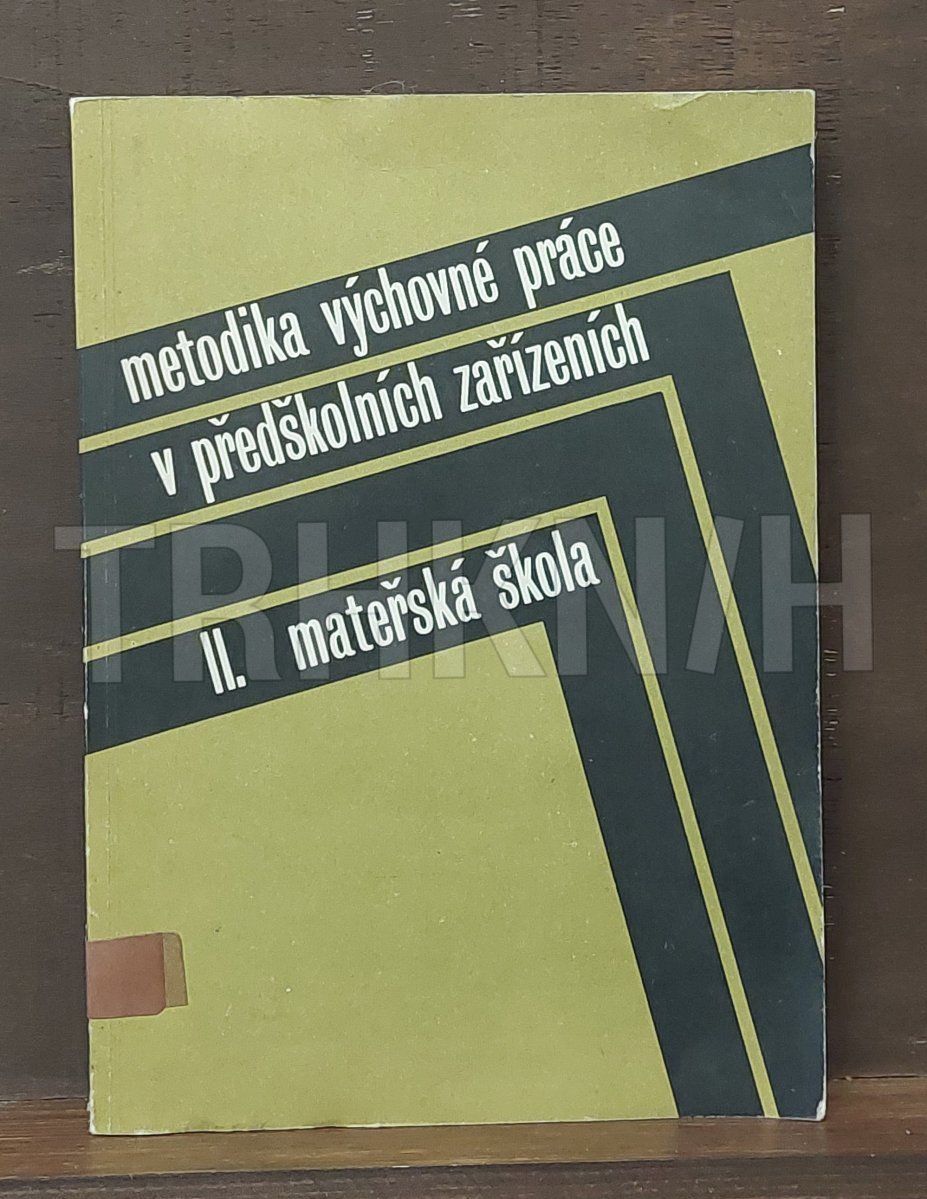 metodika výchovné práce
v předškolních zařízeních
II. mateřská škola
TRHKNIH